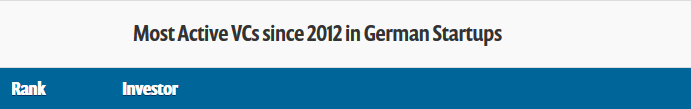 Most Active VCs since 2012 in German Startups
Rank Investor